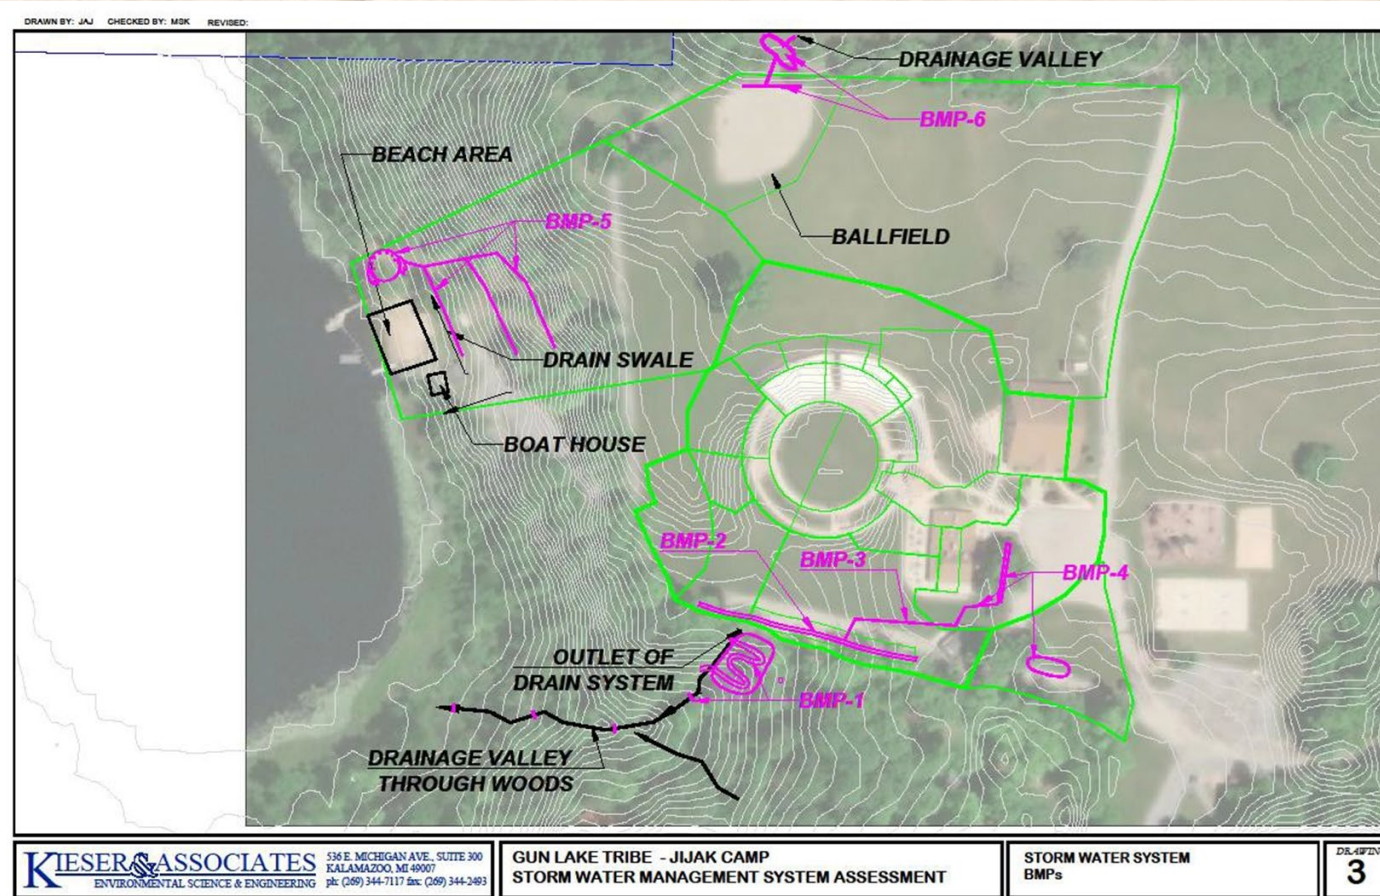 DRAWN BY: JAJ CHECKED BY: MSK REVISED:
DRAINAGE VALLEY
BMP-6
BEACH AREA
BMP-5
BALLFIELD
DRAIN SWALE
BOAT HOUSE
BMP-2
BMP-3
BMP-4
OUTLET OF
DRAIN SYSTEM
BMP-1
DRAINAGE VALLEY
THROUGH WOODS
KIESER & ASSOCIATES
ENVIRONMENTAL SCIENCE & ENGINEERING
536 E. MICHIGAN AVE., SUITE 300
KALAMAZOO, MI 49007
ph: (269) 344-7117 fax: (269) 344-2493
GUN LAKE TRIBE - JIJAK CAMP
STORM WATER MANAGEMENT SYSTEM ASSESSMENT
STORM WATER SYSTEM
BMPs
DRAWING
3